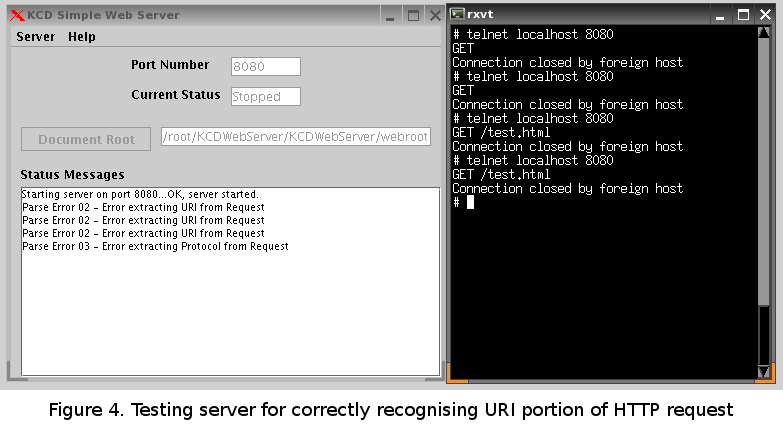 KCD Simple Web Server
Server Help
Port Number 8080
Current Status Stopped
Document Root /root/KCDWebServer/KCDWebServer/webroot
Status Messages
Starting server on port 8080...OK, server started.
Parse Error 02 - Error extracting URI from Request
Parse Error 02 - Error extracting URI from Request
Parse Error 02 - Error extracting URI from Request
Parse Error 03 - Error extracting Protocol from Request
rxvt
# telnet localhost 8080
GET
Connection closed by foreign host
# telnet localhost 8080
GET
Connection closed by foreign host
# telnet localhost 8080
GET /test.html
Connection closed by foreign host
# telnet localhost 8080
GET /test.html
Connection closed by foreign host
#
Figure 4. Testing server for correctly recognising URI portion of HTTP request